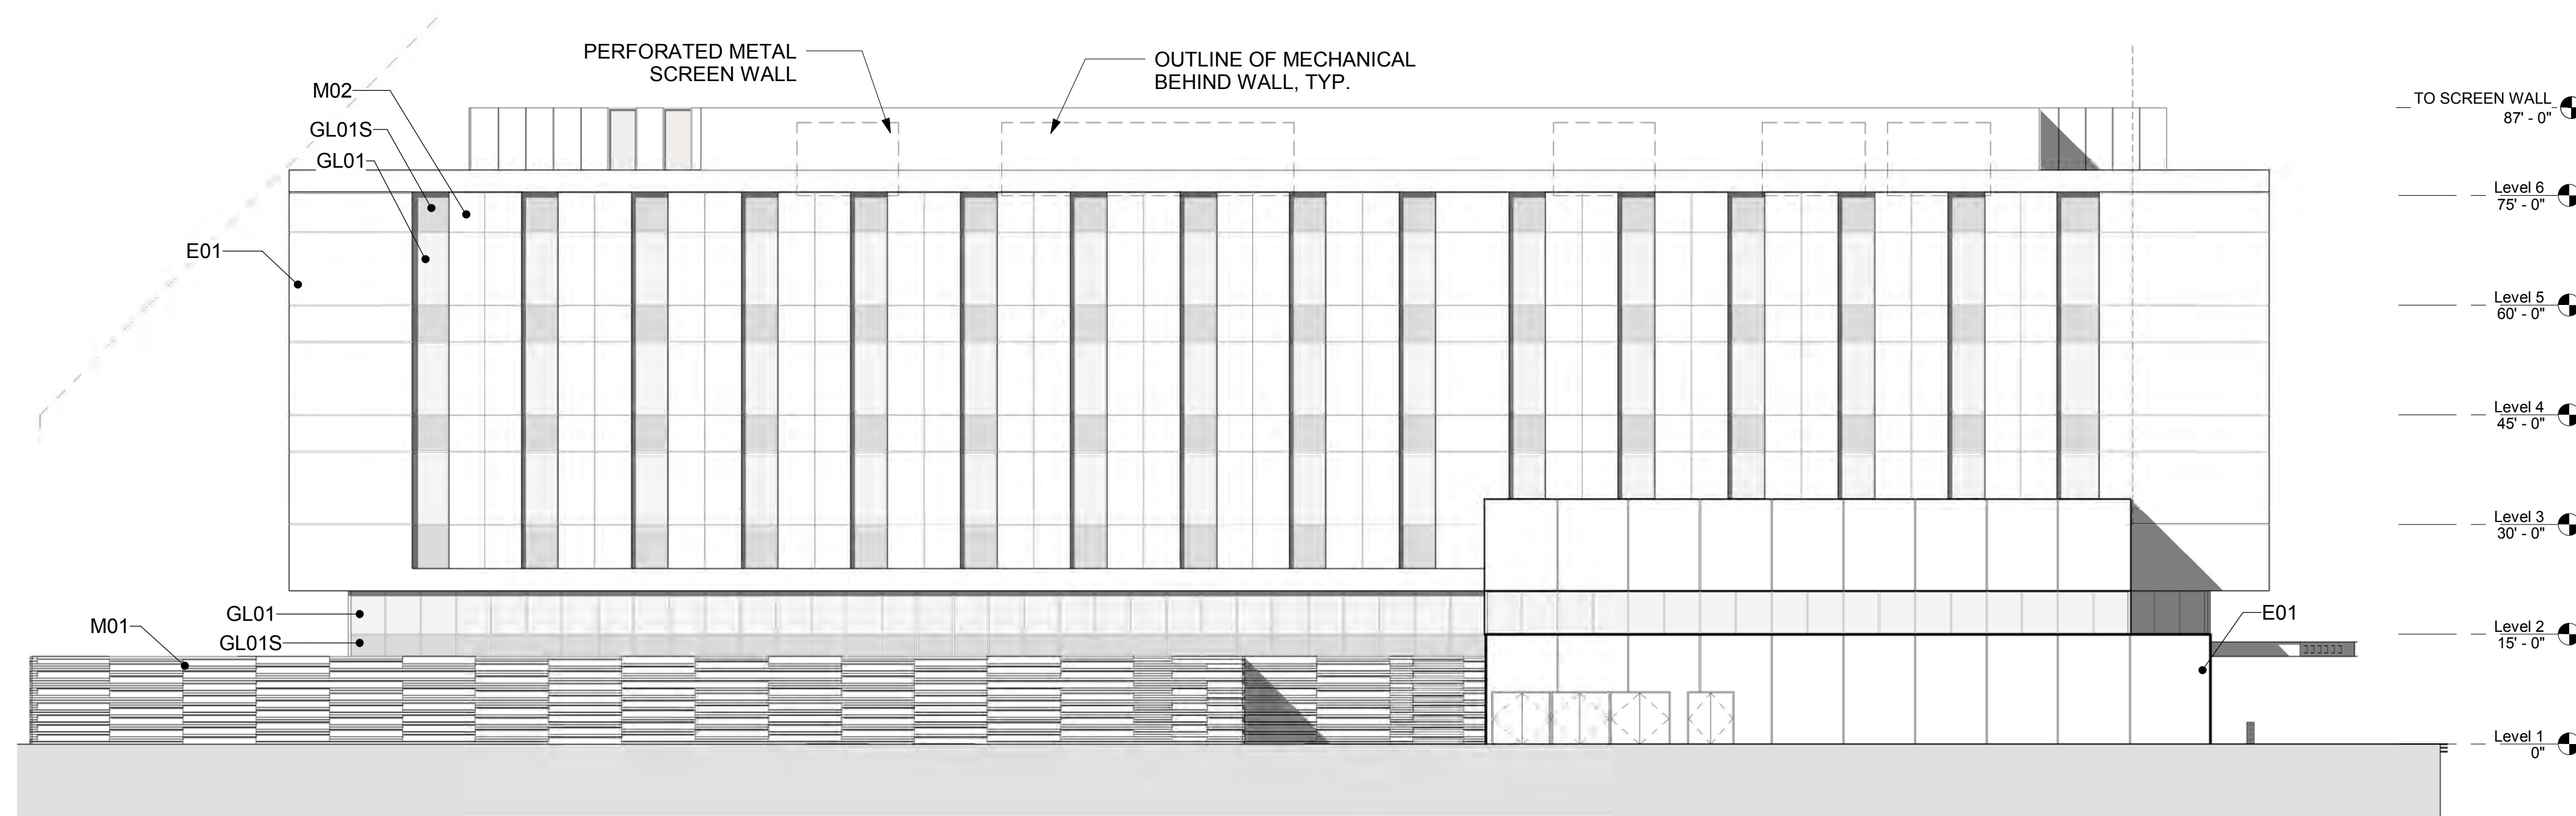 PERFORATED METAL
SCREEN WALL
OUTLINE OF MECHANICAL
BEHIND WALL, TYP.
M02
GL01S
GL01
E01
GL01
M01
GL01S
E01
TO SCREEN WALL
87' - 0"
Level 6
75' - 0"
Level 5
60' - 0"
Level 4
45' - 0"
Level 3
30' - 0"
Level 2
15' - 0"
Level 1
0"